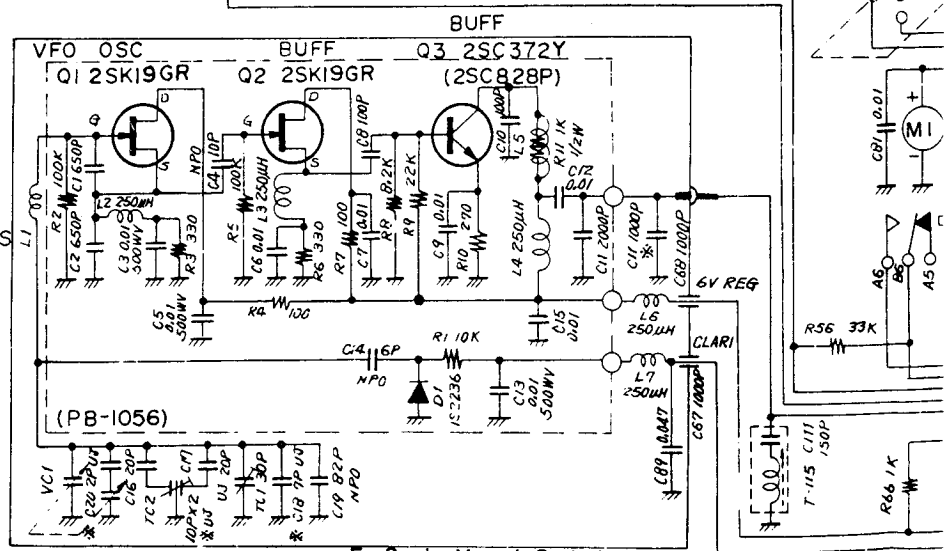 BUFF
VFO OSC
BUFF
Q3 2SC372Y
Q1 2SK19GR
Q2 2SK19GR
(2SC828P)
D
G
S
D
G
S
R2 100K
C1 650P
L2 250µH
C2 650P
C3 0.01 500WV
R3 330
S
L1
NPO
C4 10P
R5 100K
L3 250µH
C6 0.01
R6 330
R7 100
C7 0.01
C8 100P
R8 8.2K
R9 22K
C9 0.01
R10 270
C10 100P
L5
R11 1K 1/2W
C12 0.01
L4 250µH
C11 2000P
C11 1000P
※
C68 1000P
6V REG
C5 0.01 500WV
R4 100
C15 0.01
L6 250µH
CLARI
C14 6P
NPO
R1 10K
D1 1S2236
C13 0.01 500WV
L7 250µH
C67 1000P
C89 0.047
(PB-1056)
VC1
※ C20 2P UJ
C16 20P
TC2 10P×2
※ UJ
C17 20P UJ
TC1 30P
※ C18 7P UJ
C19 82P NPO
C81 0.01
M1
+
-
A6
B6
A5
R56 33K
C111 150P
T-115
R66 1K